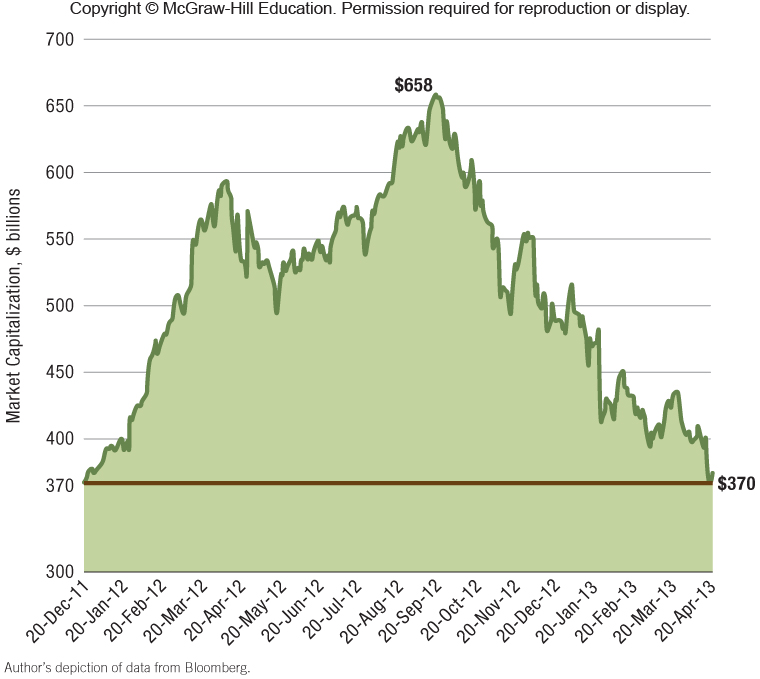 Copyright © McGraw-Hill Education. Permission required for reproduction or display.
Market Capitalization, $ billions
700
650
600
550
500
450
400
370
300
$658
$370
20-Dec-11
20-Jan-12
20-Feb-12
20-Mar-12
20-Apr-12
20-May-12
20-Jun-12
20-Jul-12
20-Aug-12
20-Sep-12
20-Oct-12
20-Nov-12
20-Dec-12
20-Jan-13
20-Feb-13
20-Mar-13
20-Apr-13
Author's depiction of data from Bloomberg.